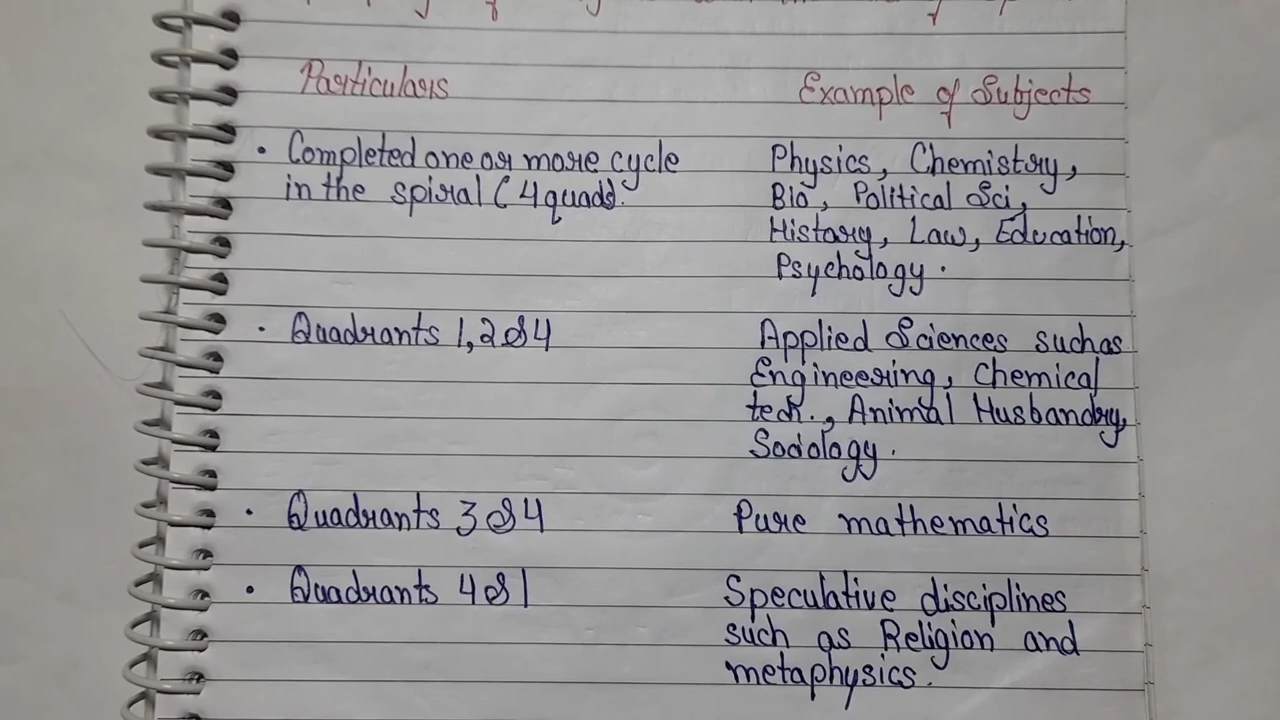 Particulars Example of Subjects
• Completed one or more cycle Physics, Chemistry,
in the spiral (4 quads). Bio, Political Sci,
History, Law, Education,
Psychology.
• Quadrants 1,2 & 4 Applied Sciences such as
Engineering, Chemical
tech., Animal Husbandry,
Sociology.
• Quadrants 3 & 4 Pure mathematics
• Quadrants 4 & 1 Speculative disciplines
such as Religion and
metaphysics.